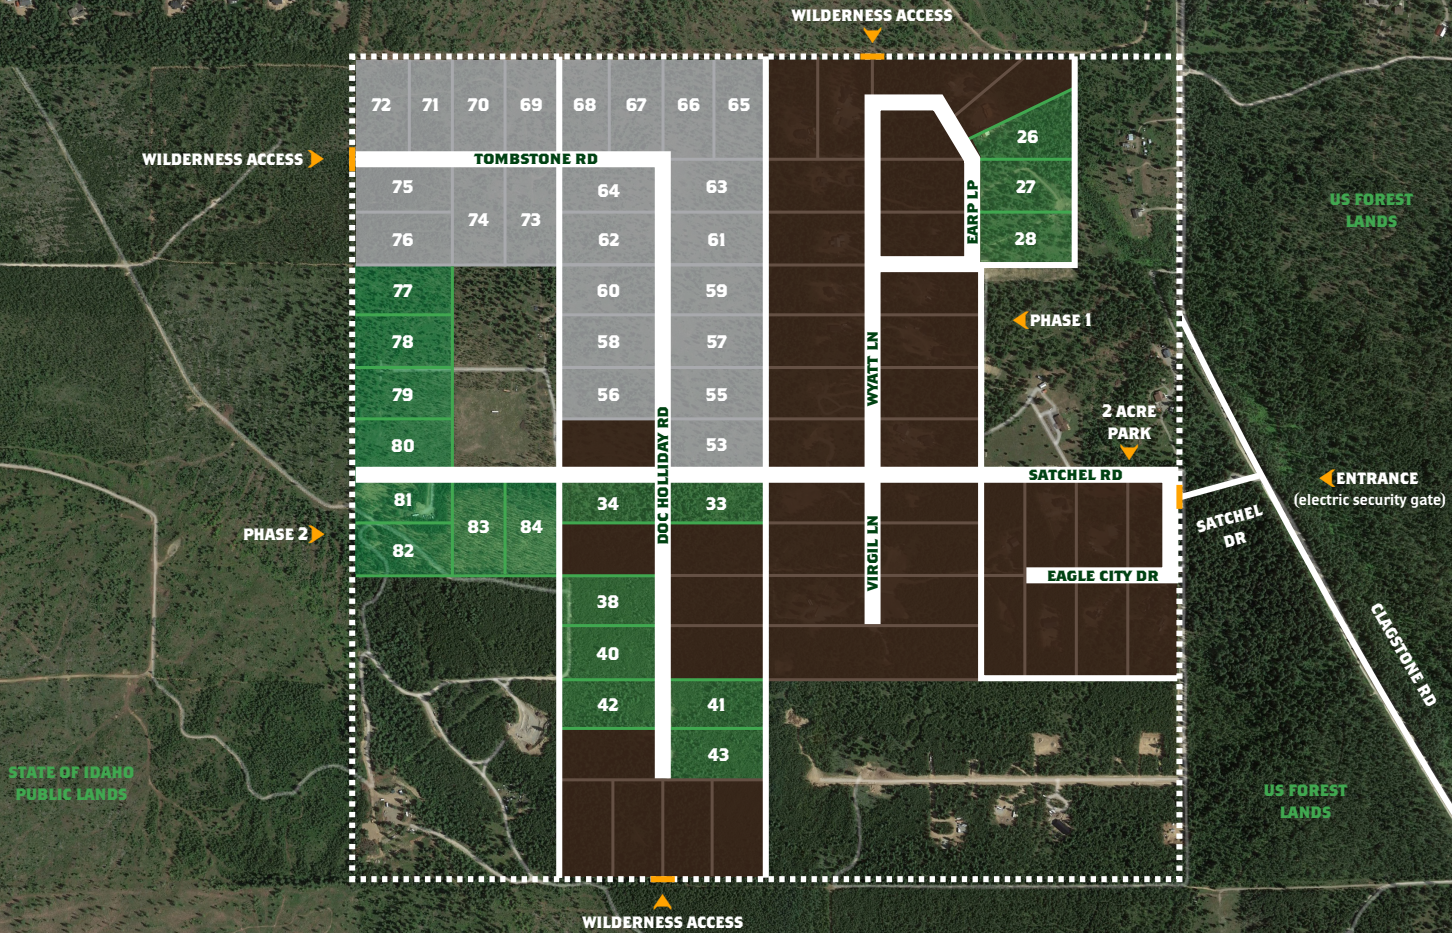 WILDERNESS ACCESS
72 71 70 69 68 67 66 65
26
WILDERNESS ACCESS
TOMBSTONE RD
75 64 63 27
74 73
EARP LP
US FOREST
LANDS
76 62 61 28
77 60 59
PHASE 1
78 58 57
WYATT LN
79 56 55
2 ACRE
PARK
80 53
DOC HOLLIDAY RD
SATCHEL RD
ENTRANCE
(electric security gate)
81 34 33
83 84
SATCHEL
DR
PHASE 2
82
VIRGIL LN
EAGLE CITY DR
38
40
CLAGSTONE RD
42 41
43
STATE OF IDAHO
PUBLIC LANDS
US FOREST
LANDS
WILDERNESS ACCESS